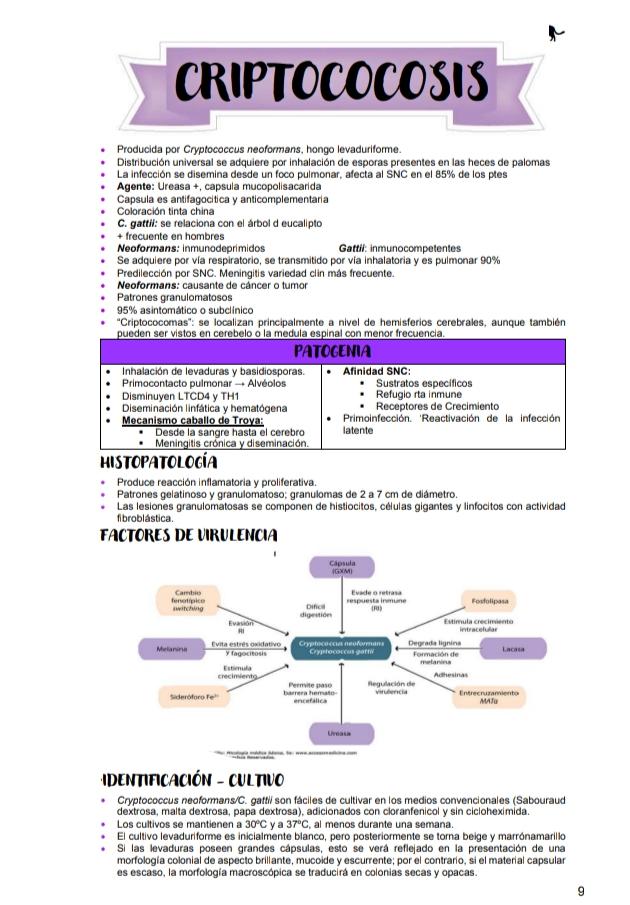 CRIPTOCOCOSIS
• Producida por Cryptococcus neoformans, hongo levaduriforme.
• Distribución universal se adquiere por inhalación de esporas presentes en las heces de palomas
• La infección se disemina desde un foco pulmonar, afecta al SNC en el 85% de los ptes
• Agente: Ureasa +, capsula mucopolisacarida
• Capsula es antifagocitica y anticomplementaria
• Coloración tinta china
• C. gattii: se relaciona con el árbol d eucalipto
• + frecuente en hombres
• Neoformans: inmunodeprimidos Gattii: inmunocompetentes
• Se adquiere por vía respiratorio, se transmitido por vía inhalatoria y es pulmonar 90%
• Predilección por SNC. Meningitis variedad clin más frecuente.
• Neoformans: causante de cáncer o tumor
• Patrones granulomatosos
• 95% asintomático o subclínico
• "Criptococomas": se localizan principalmente a nivel de hemisferios cerebrales, aunque también
pueden ser vistos en cerebelo o la medula espinal con menor frecuencia.
PATOGENIA
• Inhalación de levaduras y basidiosporas.
• Primocontacto pulmonar → Alvéolos
• Disminuyen LTCD4 y TH1
• Diseminación linfática y hematógena
• Mecanismo caballo de Troya:
▪ Desde la sangre hasta el cerebro
▪ Meningitis crónica y diseminación.
• Afinidad SNC:
▪ Sustratos específicos
▪ Refugio rta inmune
▪ Receptores de Crecimiento
• Primoinfección. 'Reactivación de la infección
latente
HISTOPATOLOGÍA
• Produce reacción inflamatoria y proliferativa.
• Patrones gelatinoso y granulomatoso; granulomas de 2 a 7 cm de diámetro.
• Las lesiones granulomatosas se componen de histiocitos, células gigantes y linfocitos con actividad
fibroblástica.
FACTORES DE VIRULENCIA
Cápsula
(GXM)
Cambio
fenotípico
switching
Difícil
digestión
Evade o retrasa
respuesta inmune
(RI)
Fosfolipasa
Evasión
RI
Estimula crecimiento
intracelular
Melanina
Evita estrés oxidativo
Y fagocitosis
Cryptococcus neoformans
Cryptococcus gattii
Degrada lignina
Formación de
melanina
Lacasa
Estimula
crecimiento
Sideróforo Fe³⁺
Permite paso
barrera hemato-
encefálica
Regulación de
virulencia
Adhesinas
Entrecruzamiento
MATα
Ureasa
www.accessmedicina.com
IDENTIFICACIÓN – CULTIVO
• Cryptococcus neoformans/C. gattii son fáciles de cultivar en los medios convencionales (Sabouraud
dextrosa, malta dextrosa, papa dextrosa), adicionados con cloranfenicol y sin cicloheximida.
• Los cultivos se mantienen a 30ºC y a 37ºC, al menos durante una semana.
• El cultivo levaduriforme es inicialmente blanco, pero posteriormente se torna beige y marrónamarillo
• Si las levaduras poseen grandes cápsulas, esto se verá reflejado en la presentación de una
morfología colonial de aspecto brillante, mucoide y escurrente; por el contrario, si el material capsular
es escaso, la morfología macroscópica se traducirá en colonias secas y opacas.
9